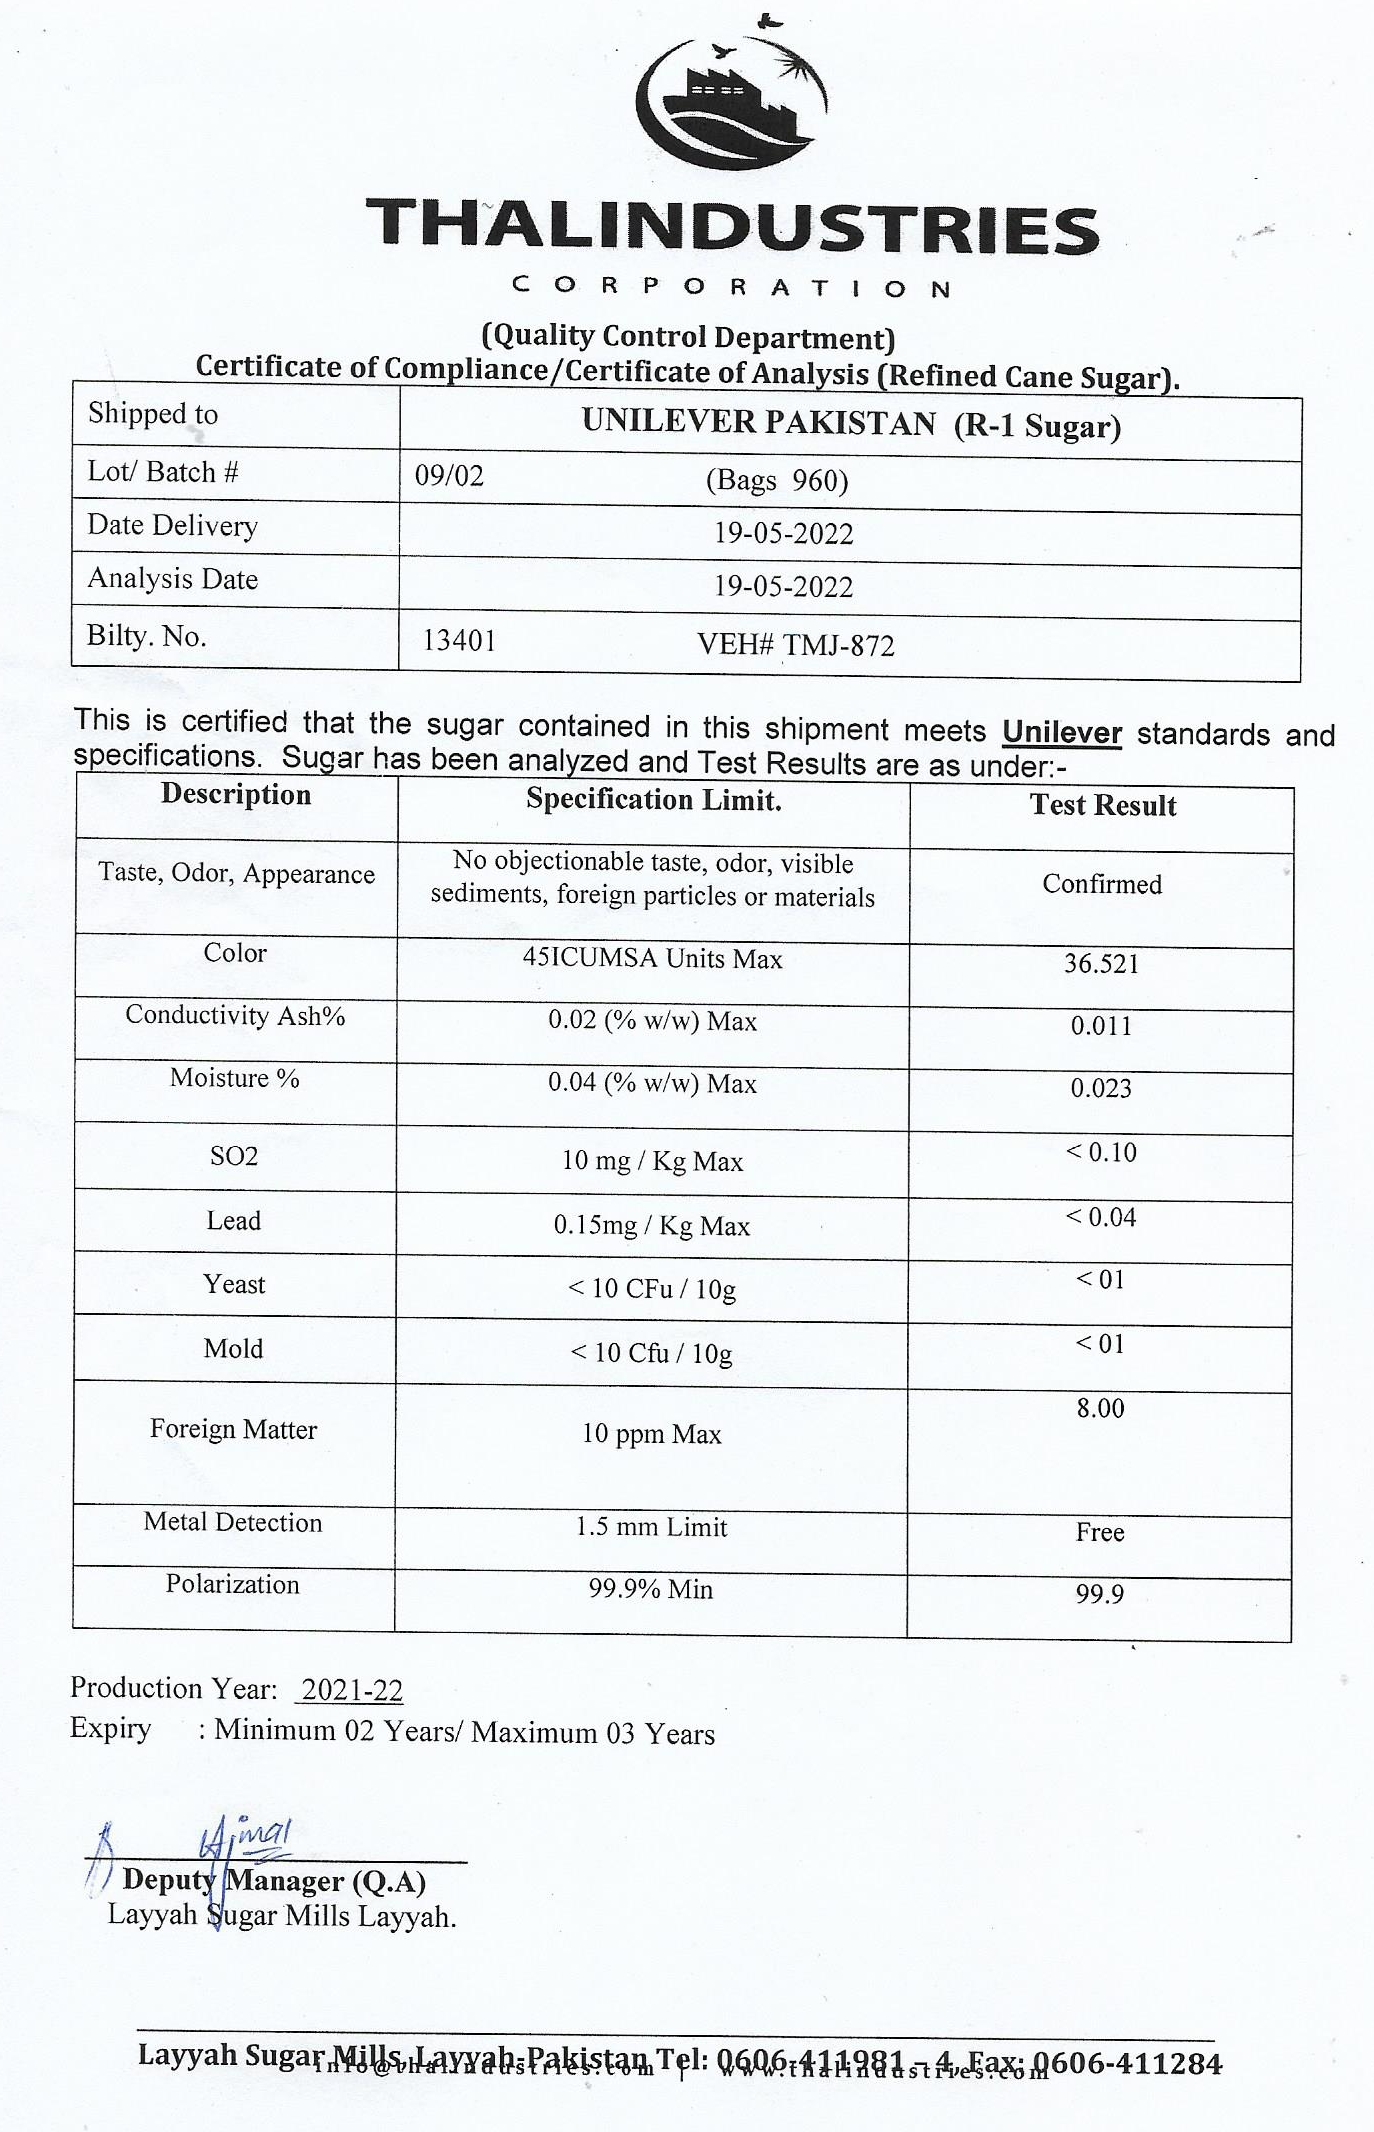 THALINDUSTRIES
CORPORATION
(Quality Control Department)
Certificate of Compliance/Certificate of Analysis (Refined Cane Sugar).
Shipped to UNILEVER PAKISTAN (R-1 Sugar)
Lot/ Batch # 09/02 (Bags 960)
Date Delivery 19-05-2022
Analysis Date 19-05-2022
Bilty. No. 13401 VEH# TMJ-872
This is certified that the sugar contained in this shipment meets Unilever standards and
specifications. Sugar has been analyzed and Test Results are as under:-
Description Specification Limit. Test Result
Taste, Odor, Appearance No objectionable taste, odor, visible
sediments, foreign particles or materials Confirmed
Color 45ICUMSA Units Max 36.521
Conductivity Ash% 0.02 (% w/w) Max 0.011
Moisture % 0.04 (% w/w) Max 0.023
SO2 10 mg / Kg Max < 0.10
Lead 0.15mg / Kg Max < 0.04
Yeast < 10 CFu / 10g < 01
Mold < 10 Cfu / 10g < 01
Foreign Matter 10 ppm Max 8.00
Metal Detection 1.5 mm Limit Free
Polarization 99.9% Min 99.9
Production Year: 2021-22
Expiry : Minimum 02 Years/ Maximum 03 Years
Ajmal
Deputy Manager (Q.A)
Layyah Sugar Mills Layyah.
Layyah Sugar Mills, Layyah-Pakistan Tel: 0606-411981 – 4, Fax: 0606-411284
info@thalindustries.com | www.thalindustries.com